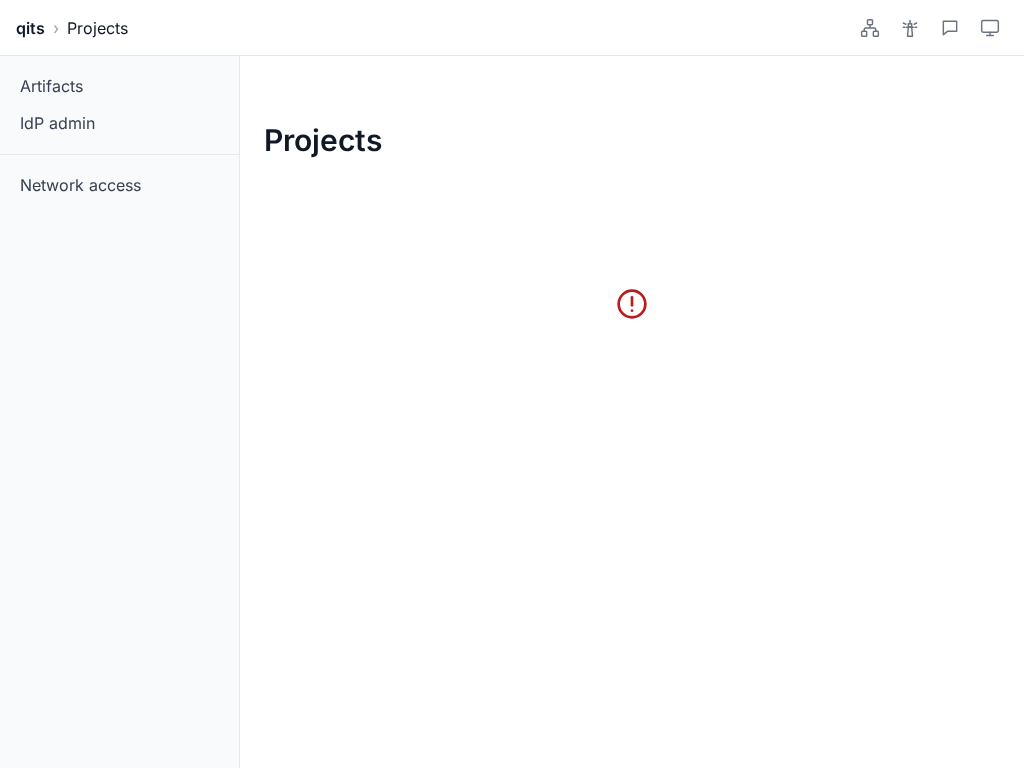 qits › Projects
Artifacts
IdP admin
Network access
Projects